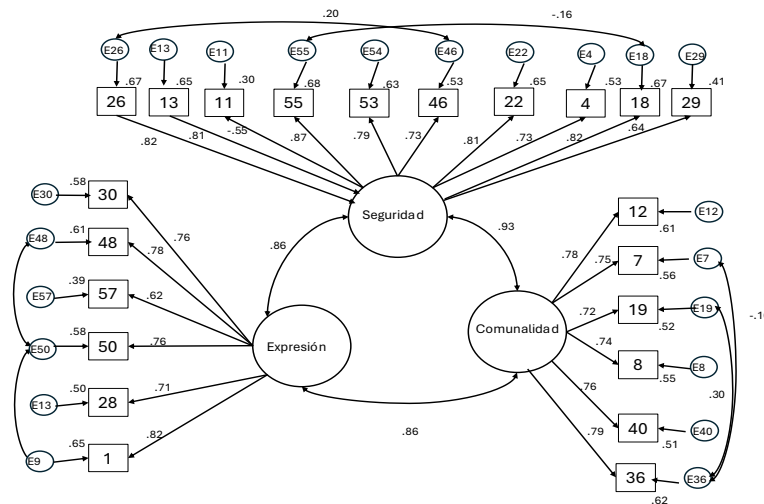 .20
-.16
E26 E13 E11 E55 E54 E46 E22 E4 E18 E29
.67 .65 .30 .68 .63 .53 .65 .53 .67 .41
26 13 11 55 53 46 22 4 18 29
.82 .81 -.55 .87 .79 .73 .81 .73 .82 .64
Seguridad
.86
.93
E30 .58 30 .76
E48 .61 48 .78
E57 .39 57 .62
E50 .58 50 .76
E13 .50 28 .71
E9 .65 1 .82
Expresión
.86
Comunalidad
.78 12 .61 E12
.75 7 .56 E7
.72 19 .52 E19
.74 8 .55 E8
.76 40 .51 E40
.79 36 .62 E36
.30